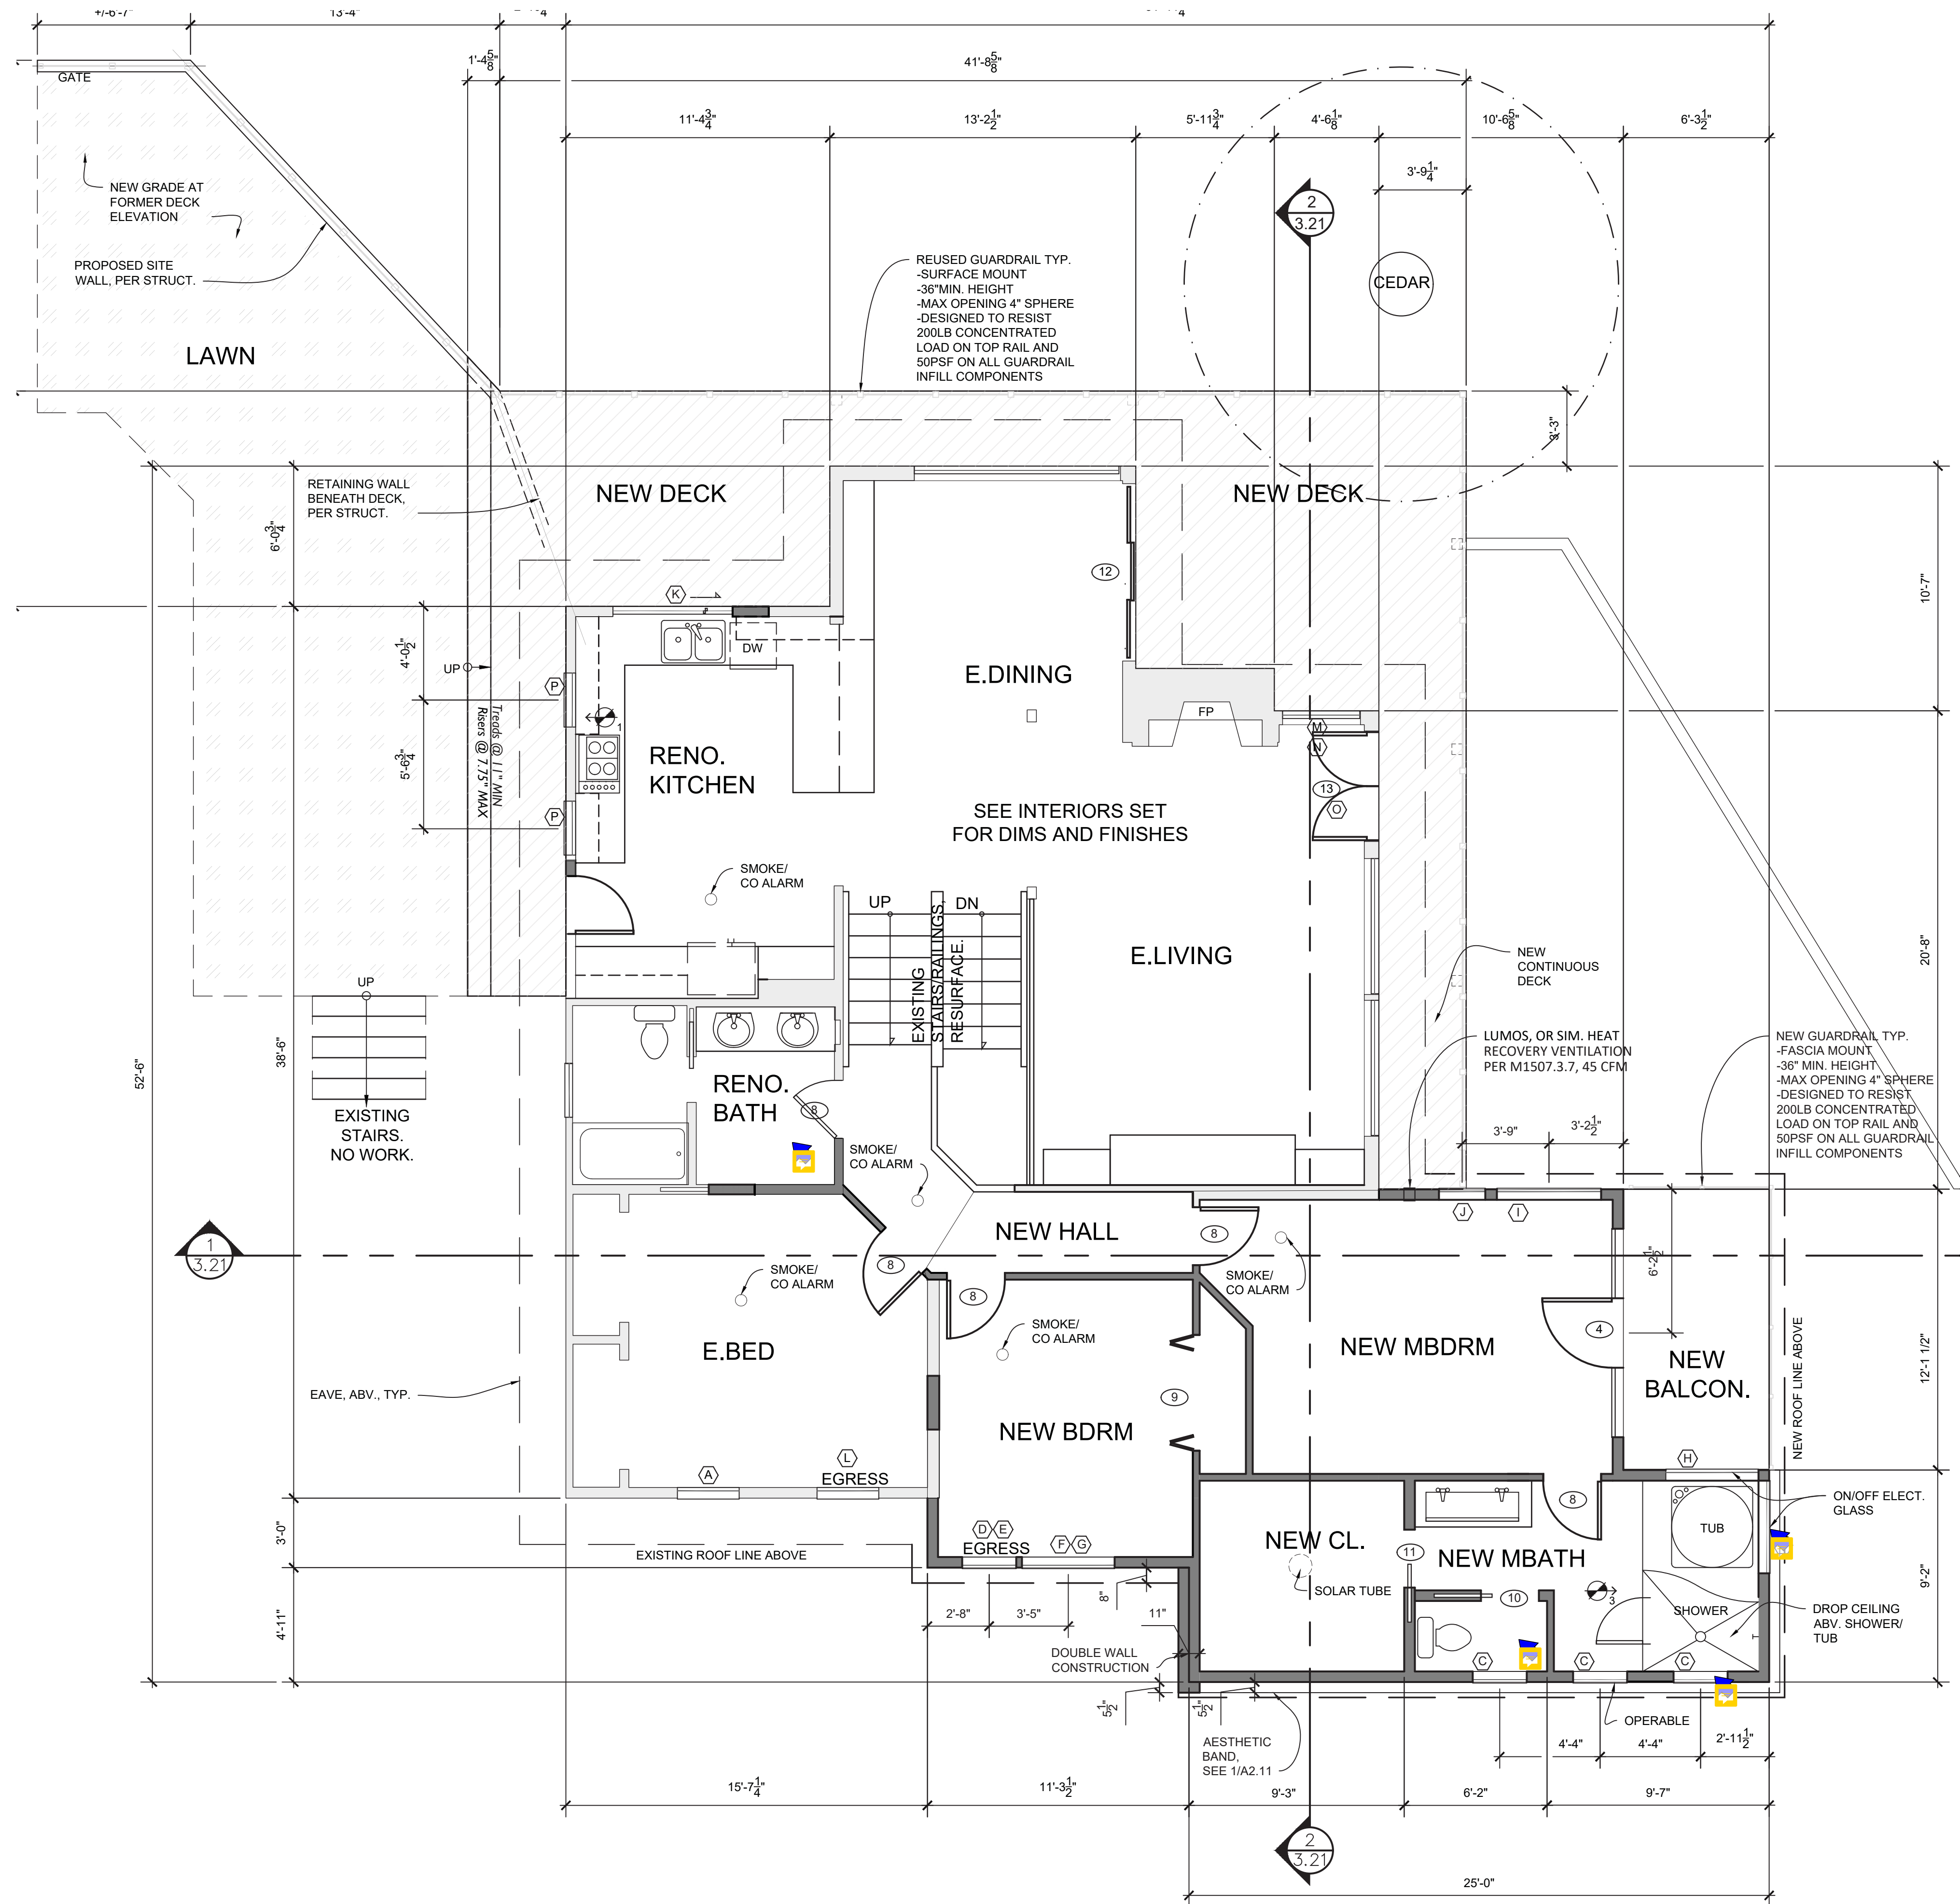 +/-6'-7"
13'-4"
1'-4 5/8"
41'-8 5/8"
11'-4 3/4"
13'-2 1/2"
5'-11 3/4"
4'-6 1/8"
10'-6 5/8"
6'-3 1/2"
3'-9 1/4"
GATE
NEW GRADE AT
FORMER DECK
ELEVATION
PROPOSED SITE
WALL, PER STRUCT.
LAWN
2
3.21
CEDAR
REUSED GUARDRAIL TYP.
-SURFACE MOUNT
-36"MIN. HEIGHT
-MAX OPENING 4" SPHERE
-DESIGNED TO RESIST
200LB CONCENTRATED
LOAD ON TOP RAIL AND
50PSF ON ALL GUARDRAIL
INFILL COMPONENTS
3'-3"
RETAINING WALL
BENEATH DECK,
PER STRUCT.
NEW DECK
NEW DECK
6'-0 3/4"
10'-7"
12
K
DW
4'-0 1/2"
UP
P
E.DINING
FP
M
N
1
Treads @ 11" MIN
Risers @ 7.75" MAX
5'-6 3/4"
RENO.
KITCHEN
13
O
P
SEE INTERIORS SET
FOR DIMS AND FINISHES
SMOKE/
CO ALARM
UP
DN
EXISTING
STAIRS/RAILINGS.
RESURFACE.
E.LIVING
NEW
CONTINUOUS
DECK
20'-8"
UP
EXISTING
STAIRS.
NO WORK.
52'-6"
38'-6"
LUMOS, OR SIM. HEAT
RECOVERY VENTILATION
PER M1507.3.7, 45 CFM
NEW GUARDRAIL TYP.
-FASCIA MOUNT
-36" MIN. HEIGHT
-MAX OPENING 4" SPHERE
-DESIGNED TO RESIST
200LB CONCENTRATED
LOAD ON TOP RAIL AND
50PSF ON ALL GUARDRAIL
INFILL COMPONENTS
RENO.
BATH
8
3'-9"
3'-2 1/2"
SMOKE/
CO ALARM
J
I
1
3.21
NEW HALL
8
8
8
SMOKE/
CO ALARM
SMOKE/
CO ALARM
SMOKE/
CO ALARM
6'-2 1/2"
E.BED
NEW MBDRM
4
NEW
BALCON.
NEW ROOF LINE ABOVE
12'-1 1/2"
EAVE, ABV., TYP.
9
NEW BDRM
A
L
EGRESS
H
ON/OFF ELECT.
GLASS
8
TUB
3'-0"
D
E
EGRESS
F
G
EXISTING ROOF LINE ABOVE
NEW CL.
11
NEW MBATH
SOLAR TUBE
10
3
SHOWER
DROP CEILING
ABV. SHOWER/
TUB
9'-2"
4'-11"
2'-8"
3'-5"
8"
11"
DOUBLE WALL
CONSTRUCTION
C
C
C
5 1/2"
5 1/2"
AESTHETIC
BAND,
SEE 1/A2.11
OPERABLE
4'-4"
4'-4"
2'-11 1/2"
15'-7 1/4"
11'-3 1/2"
9'-3"
6'-2"
9'-7"
2
3.21
25'-0"